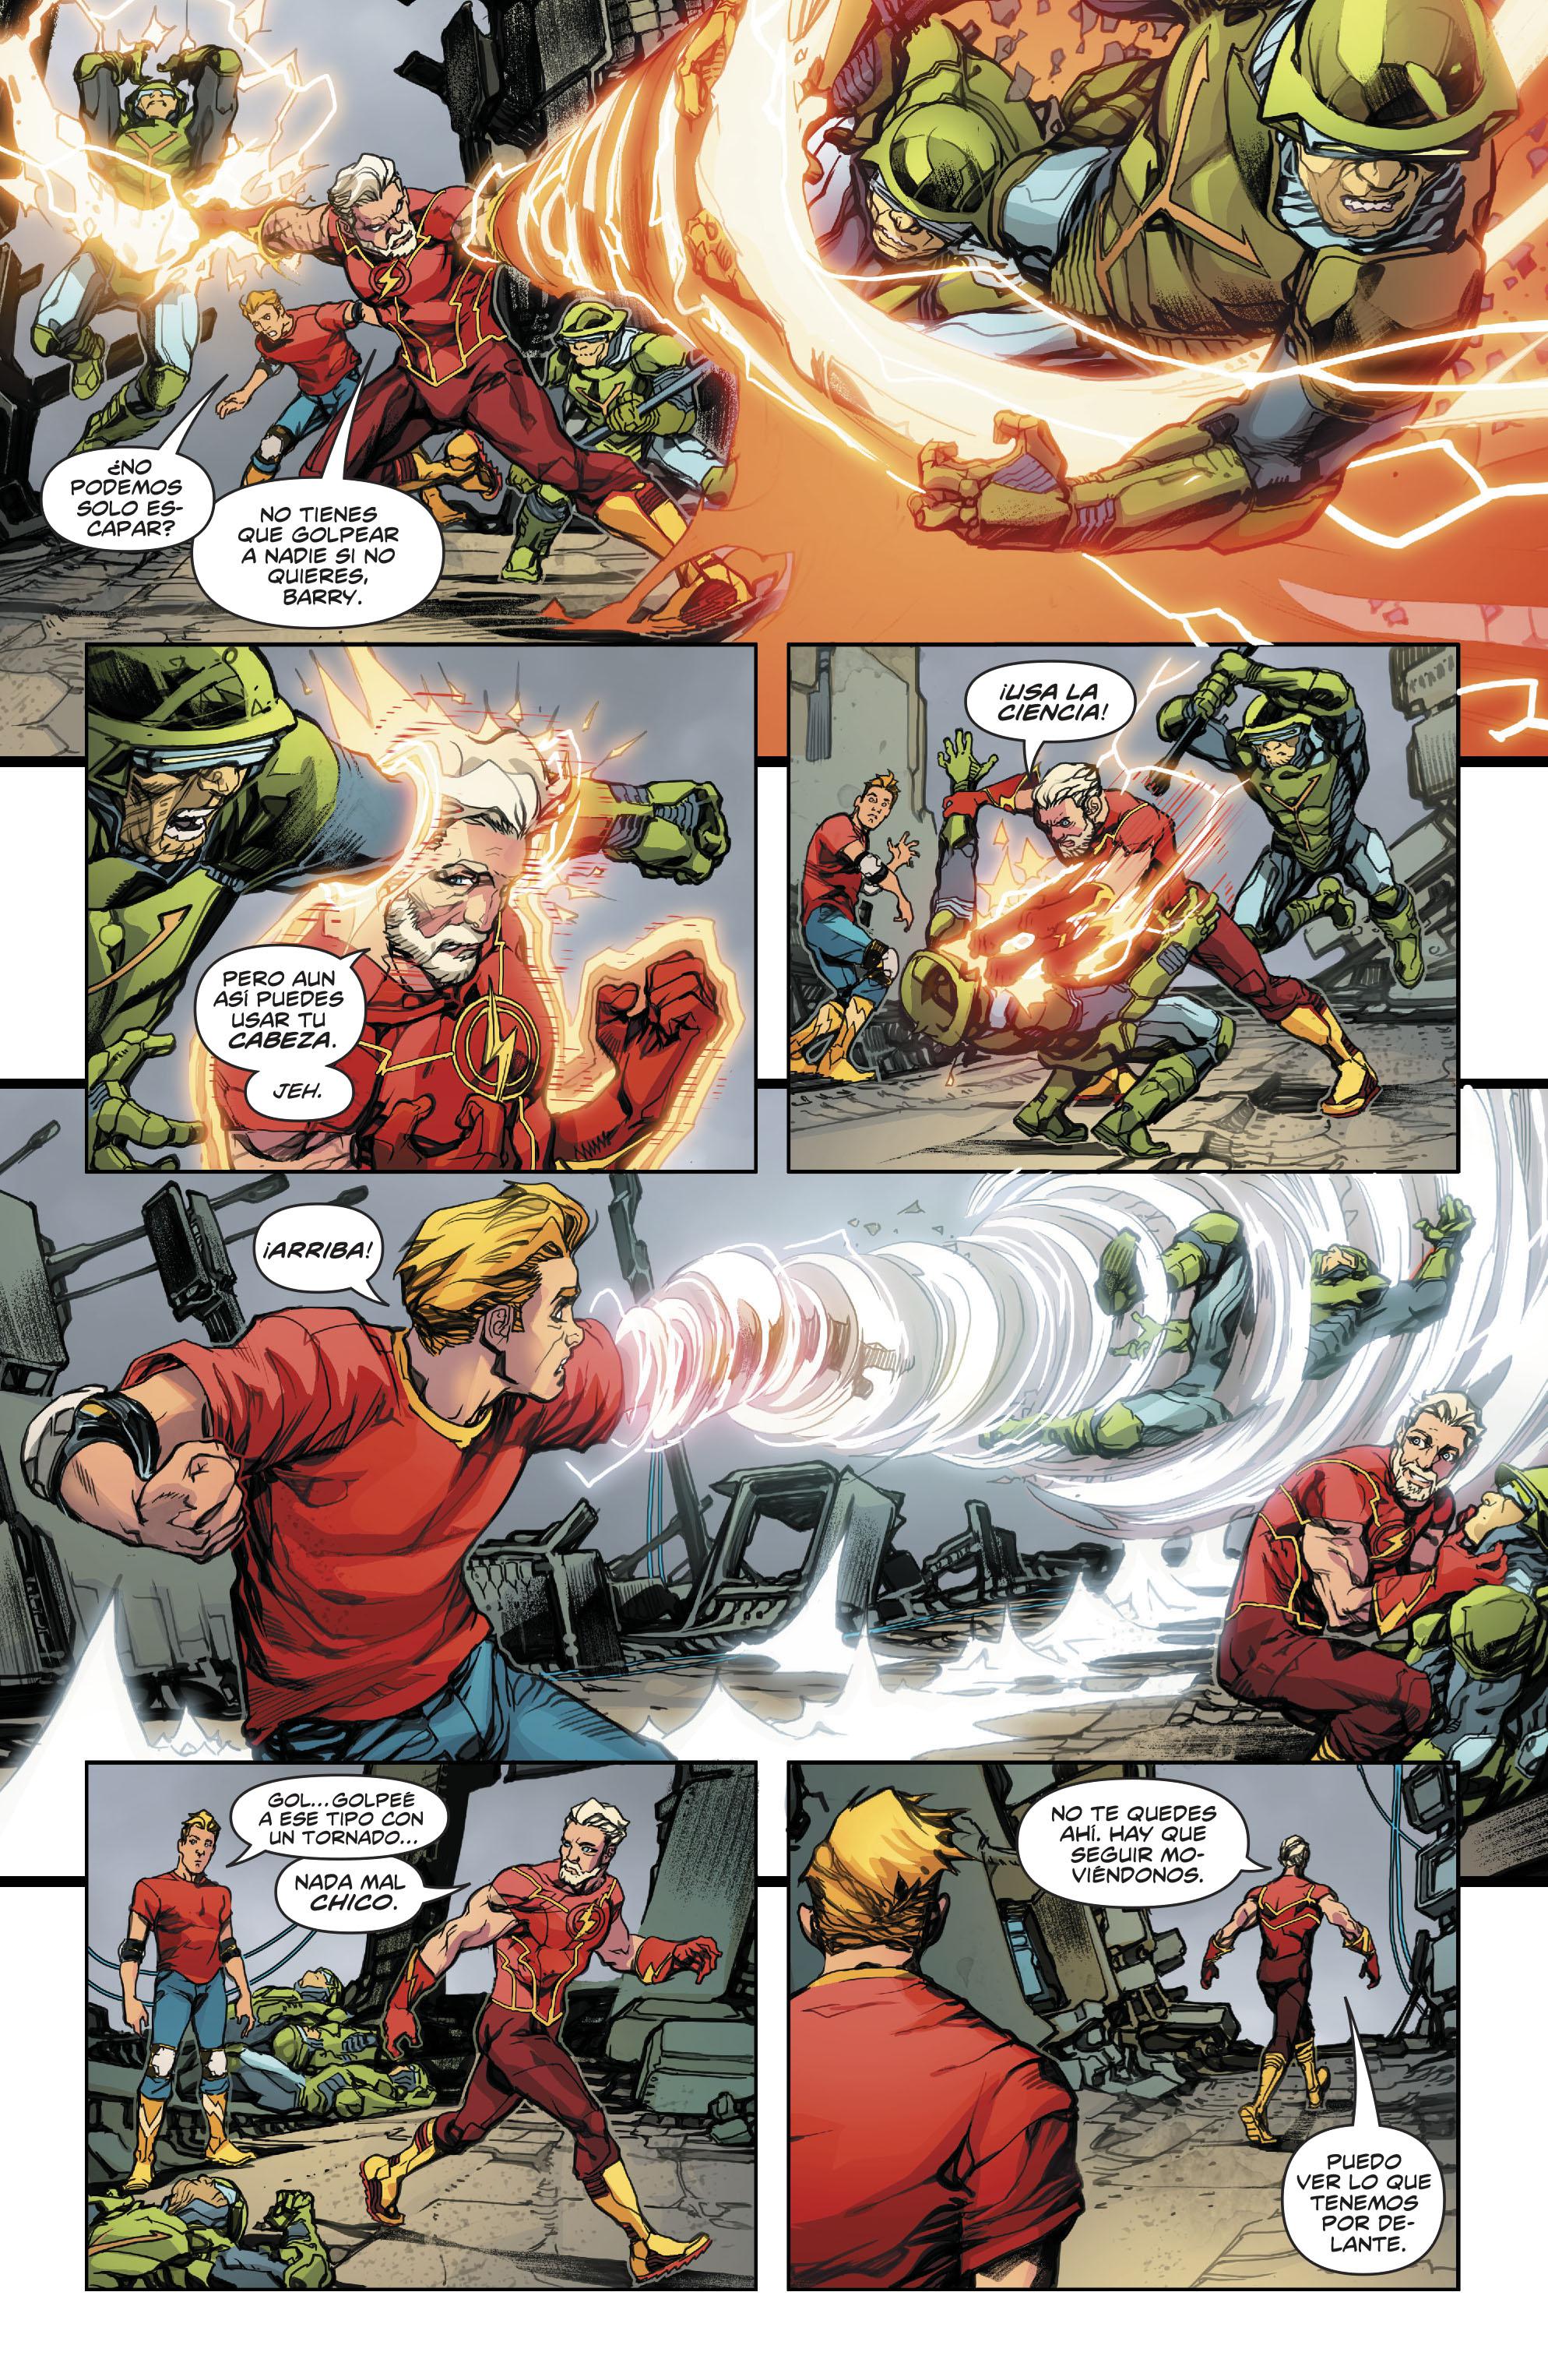 ¿NO
PODEMOS
SOLO ES-
CAPAR?
NO TIENES
QUE GOLPEAR
A NADIE SI NO
QUIERES,
BARRY.
PERO AUN
ASÍ PUEDES
USAR TU
CABEZA.
JEH.
¡USA LA
CIENCIA!
¡ARRIBA!
GOL...GOLPEÉ
A ESE TIPO CON
UN TORNADO...
NADA MAL
CHICO.
NO TE QUEDES
AHÍ. HAY QUE
SEGUIR MO-
VIÉNDONOS.
PUEDO
VER LO QUE
TENEMOS
POR DE-
LANTE.